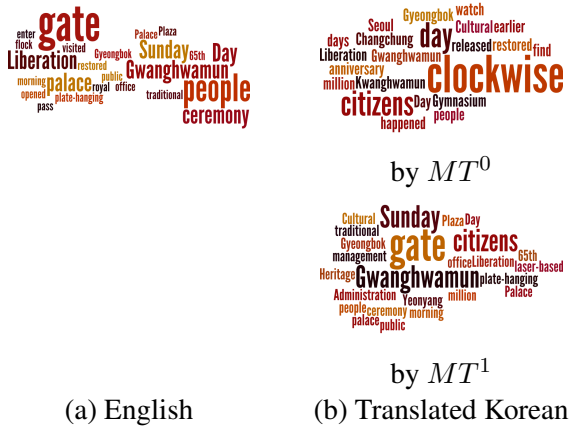 gate
enter
flock
visited
Palace Plaza
Sunday 65th Day
Liberation restored
Gyeongbok
Gwanghwamun
morning palace royal public office
traditional people
opened plate-hanging
pass
ceremony
Gyeongbok watch
Seoul Cultural earlier
days Changchung day released restored find
Liberation Gwanghwamun
anniversary clockwise
million Kwanghwamun
citizens Day Gymnasium
people
happened
by MT^0
Cultural Sunday Plaza Day
traditional
Gyeongbok gate citizens
management office Liberation 65th
laser-based
Heritage Gwanghwamun plate-hanging
Administration Yeonyang million Palace
people ceremony morning
palace public
by MT^1
(a) English (b) Translated Korean